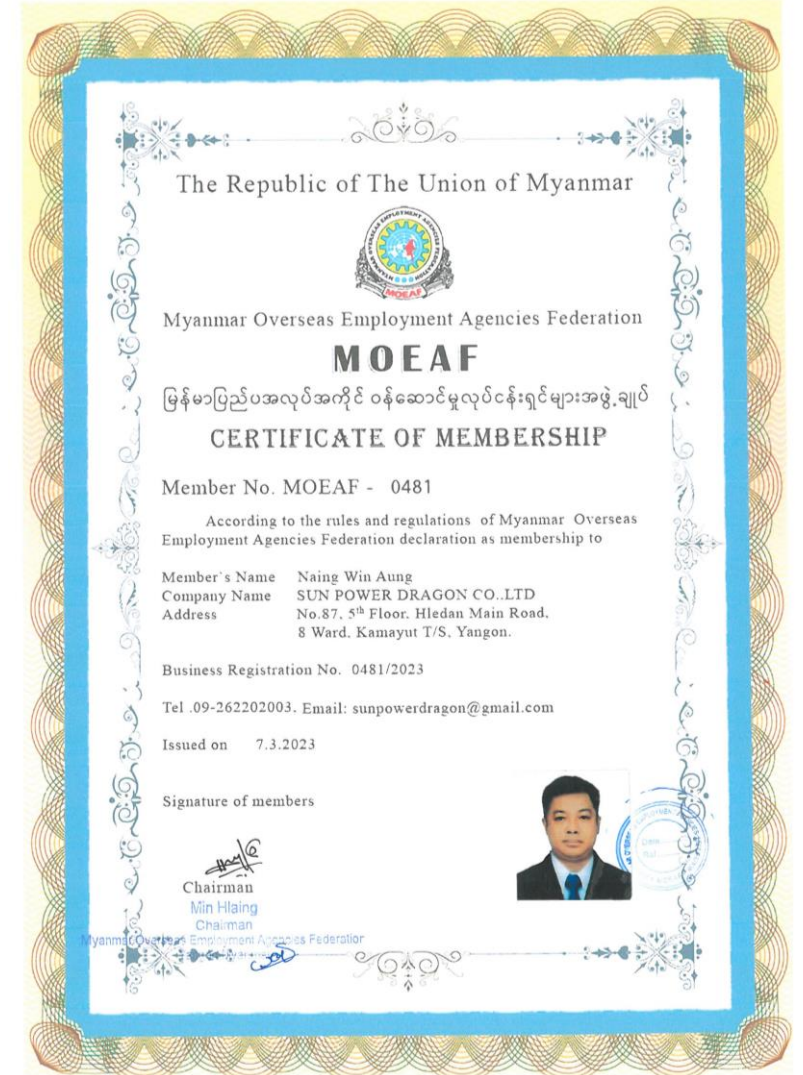 The Republic of The Union of Myanmar
MYANMAR OVERSEAS EMPLOYMENT AGENCIES FEDERATION
MOEAF
Myanmar Overseas Employment Agencies Federation
MOEAF
မြန်မာပြည်ပအလုပ်အကိုင် ဝန်ဆောင်မှုလုပ်ငန်းရှင်များအဖွဲ့ချုပ်
CERTIFICATE OF MEMBERSHIP
Member No. MOEAF - 0481
According to the rules and regulations of Myanmar Overseas
Employment Agencies Federation declaration as membership to
Member`s Name Naing Win Aung
Company Name SUN POWER DRAGON CO..LTD
Address No.87, 5th Floor, Hledan Main Road,
8 Ward, Kamayut T/S, Yangon.
Business Registration No. 0481/2023
Tel .09-262202003. Email: sunpowerdragon@gmail.com
Issued on 7.3.2023
Signature of members
Chairman
Min Hlaing
Chairman
Myanmar Overseas Employment Agencies Federation